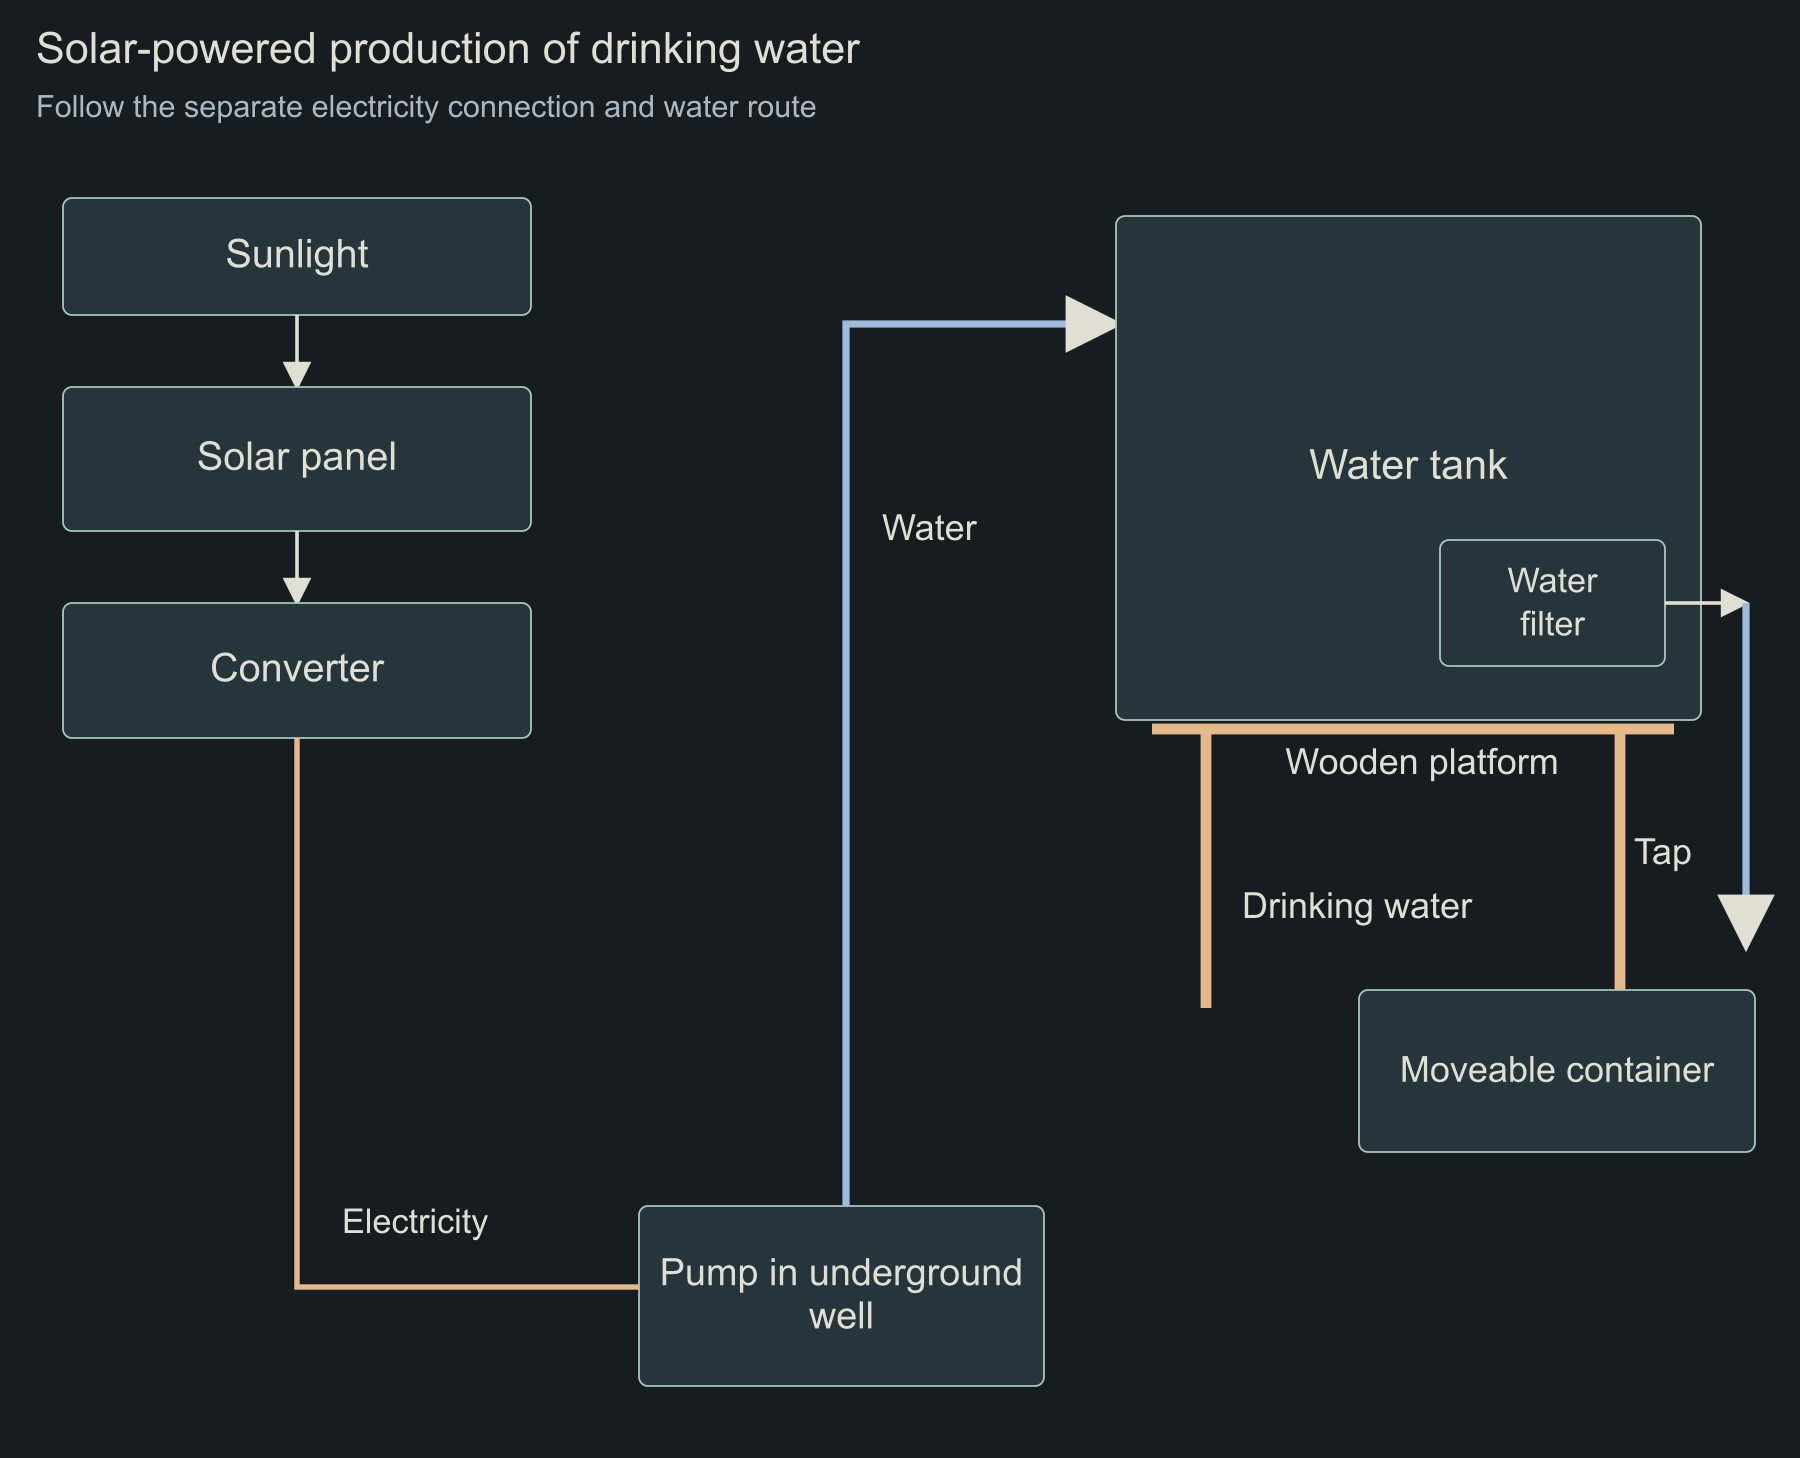 Solar-powered production of drinking water
Follow the separate electricity connection and water route
Sunlight
Solar panel
Converter
Electricity
Pump in underground
well
Water
Water tank
Water
filter
Wooden platform
Tap
Drinking water
Moveable container